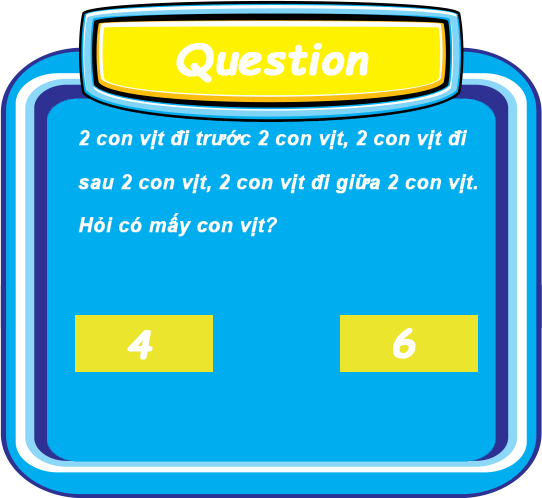 Question
2 con vịt đi trước 2 con vịt, 2 con vịt đi
sau 2 con vịt, 2 con vịt đi giữa 2 con vịt.
Hỏi có mấy con vịt?
4 6